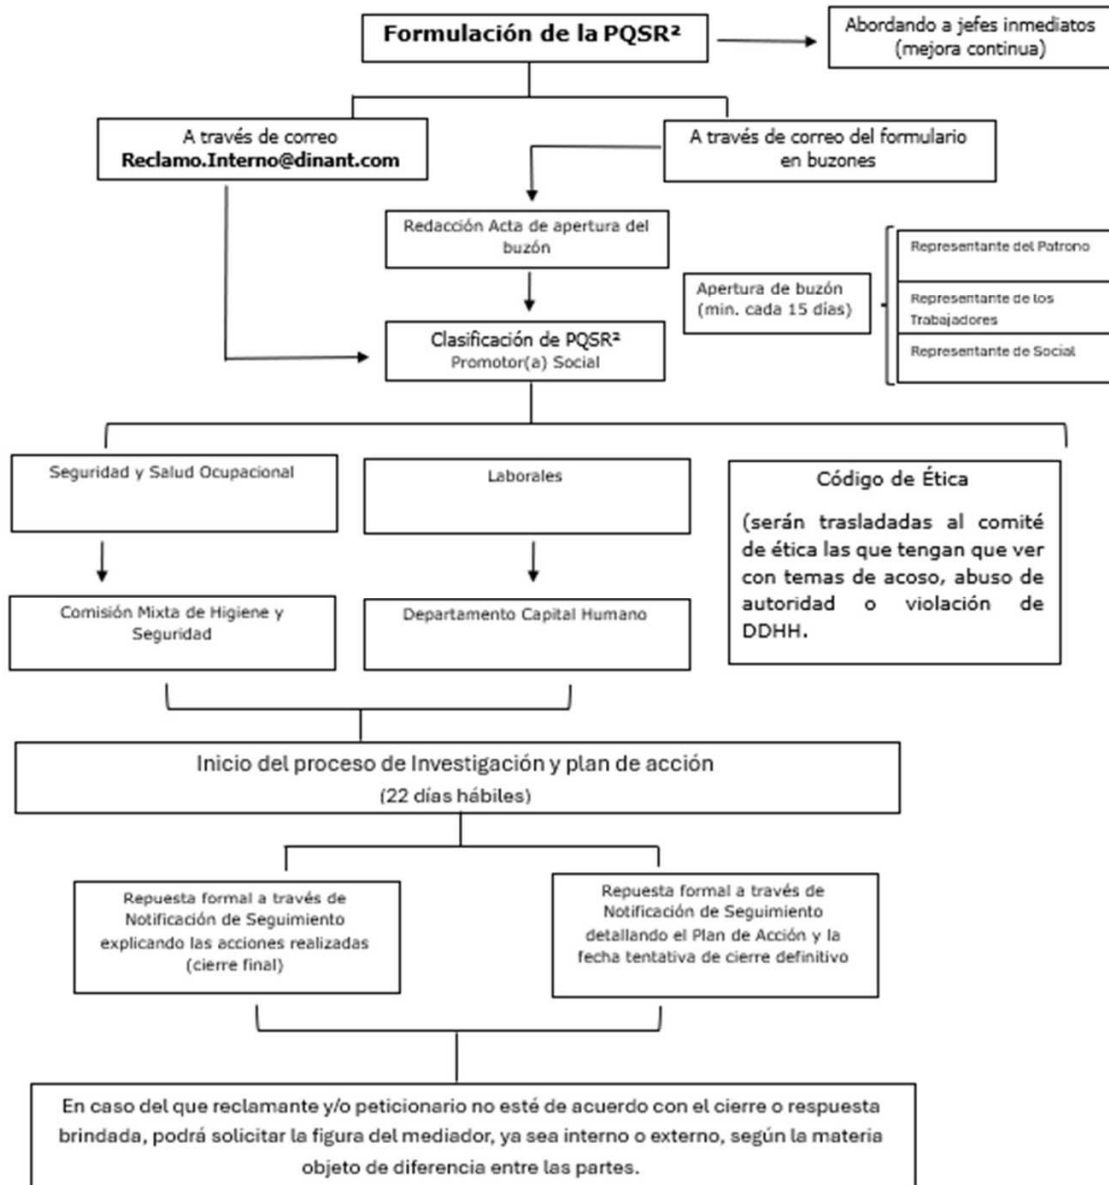 Formulación de la PQSR²
Abordando a jefes inmediatos
(mejora continua)
A través de correo
Reclamo.Interno@dinant.com
A través de correo del formulario
en buzones
Redacción Acta de apertura del
buzón
Apertura de buzón
(min. cada 15 días)
Representante del Patrono
Representante de los
Trabajadores
Representante de Social
Clasificación de PQSR²
Promotor(a) Social
Seguridad y Salud Ocupacional
Laborales
Código de Ética
(serán trasladadas al comité
de ética las que tengan que ver
con temas de acoso, abuso de
autoridad o violación de
DDHH.
Comisión Mixta de Higiene y
Seguridad
Departamento Capital Humano
Inicio del proceso de Investigación y plan de acción
(22 días hábiles)
Repuesta formal a través de
Notificación de Seguimiento
explicando las acciones realizadas
(cierre final)
Repuesta formal a través de
Notificación de Seguimiento
detallando el Plan de Acción y la
fecha tentativa de cierre definitivo
En caso del que reclamante y/o peticionario no esté de acuerdo con el cierre o respuesta
brindada, podrá solicitar la figura del mediador, ya sea interno o externo, según la materia
objeto de diferencia entre las partes.